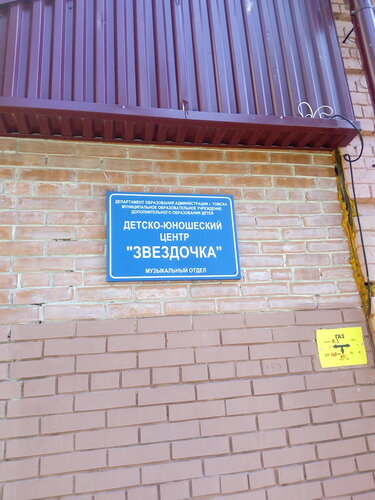 ДЕПАРТАМЕНТ ОБРАЗОВАНИЯ АДМИНИСТРАЦИИ г. ТОМСКА
МУНИЦИПАЛЬНОЕ ОБРАЗОВАТЕЛЬНОЕ УЧРЕЖДЕНИЕ
ДОПОЛНИТЕЛЬНОГО ОБРАЗОВАНИЯ ДЕТЕЙ
ДЕТСКО-ЮНОШЕСКИЙ
ЦЕНТР
"ЗВЕЗДОЧКА"
МУЗЫКАЛЬНЫЙ ОТДЕЛ
ГАЗ